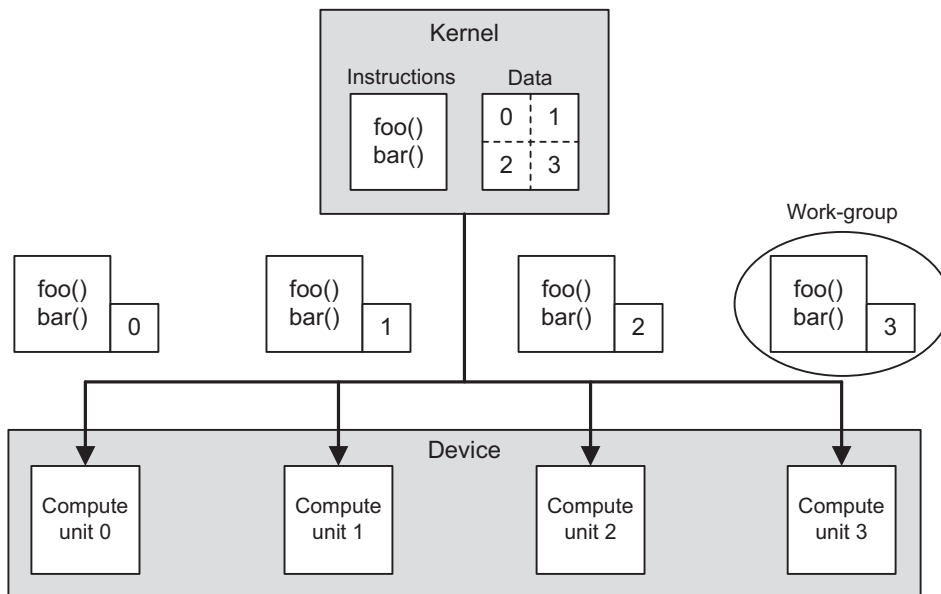 Kernel
Instructions Data
foo()
bar()
0 1
2 3
Work-group
foo()
bar() 0
foo()
bar() 1
foo()
bar() 2
foo()
bar() 3
Device
Compute
unit 0
Compute
unit 1
Compute
unit 2
Compute
unit 3